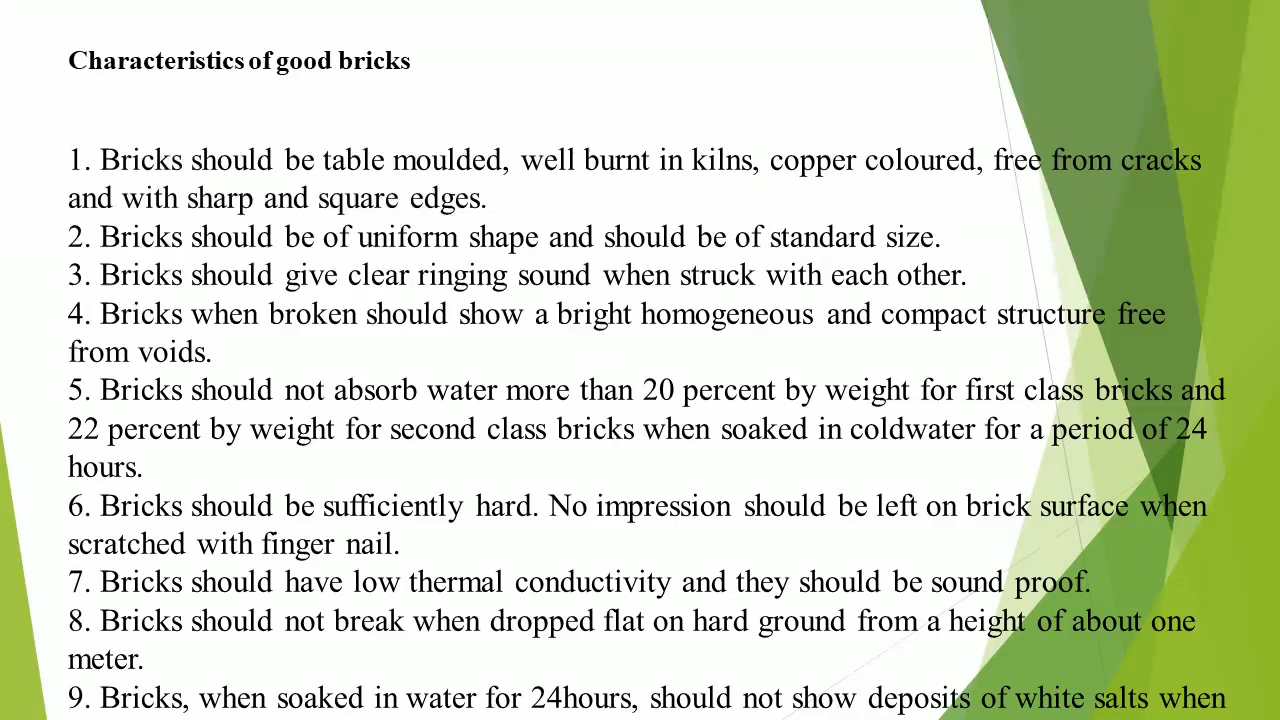 Characteristics of good bricks
1. Bricks should be table moulded, well burnt in kilns, copper coloured, free from cracks
and with sharp and square edges.
2. Bricks should be of uniform shape and should be of standard size.
3. Bricks should give clear ringing sound when struck with each other.
4. Bricks when broken should show a bright homogeneous and compact structure free
from voids.
5. Bricks should not absorb water more than 20 percent by weight for first class bricks and
22 percent by weight for second class bricks when soaked in coldwater for a period of 24
hours.
6. Bricks should be sufficiently hard. No impression should be left on brick surface when
scratched with finger nail.
7. Bricks should have low thermal conductivity and they should be sound proof.
8. Bricks should not break when dropped flat on hard ground from a height of about one
meter.
9. Bricks, when soaked in water for 24hours, should not show deposits of white salts when